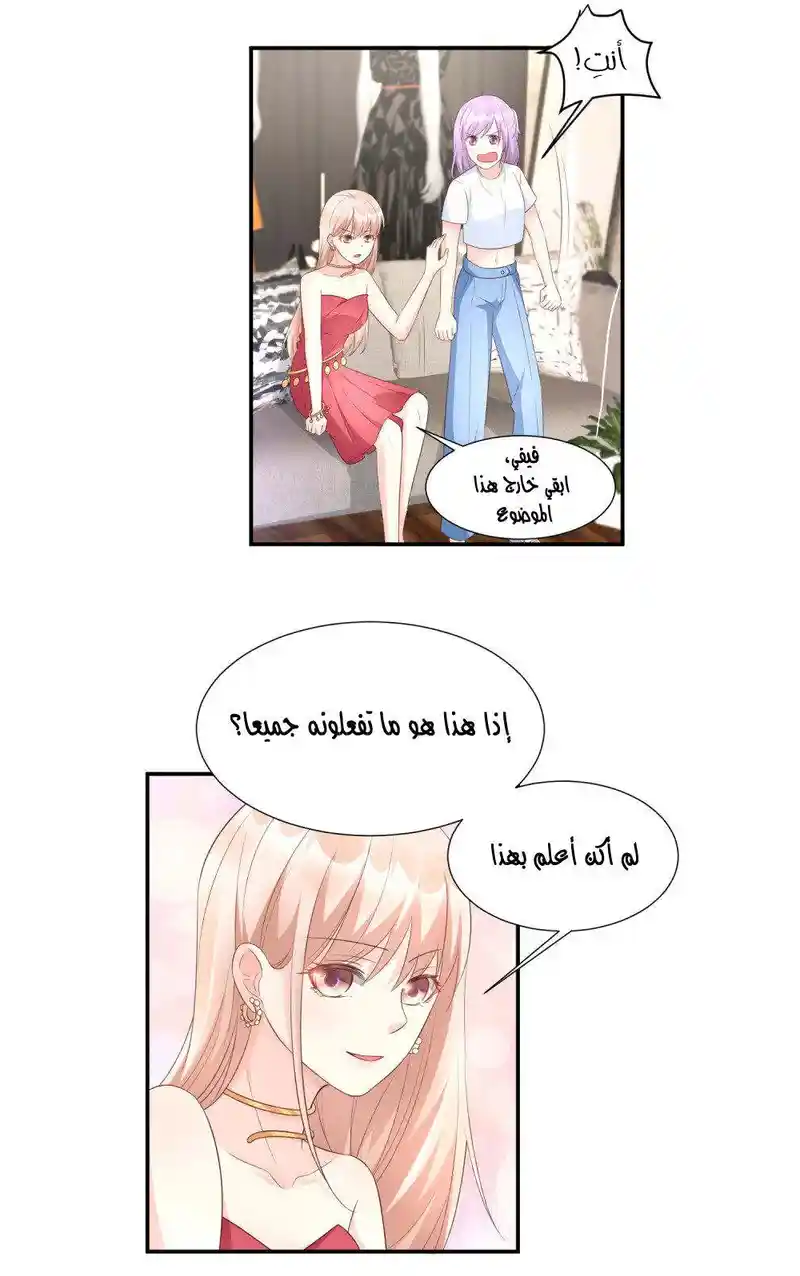 أنتِ!
فيفي،
ابقي خارج هذا
الموضوع
إذا هذا هو ما تفعلونه جميعا؟
لم أكن أعلم بهذا